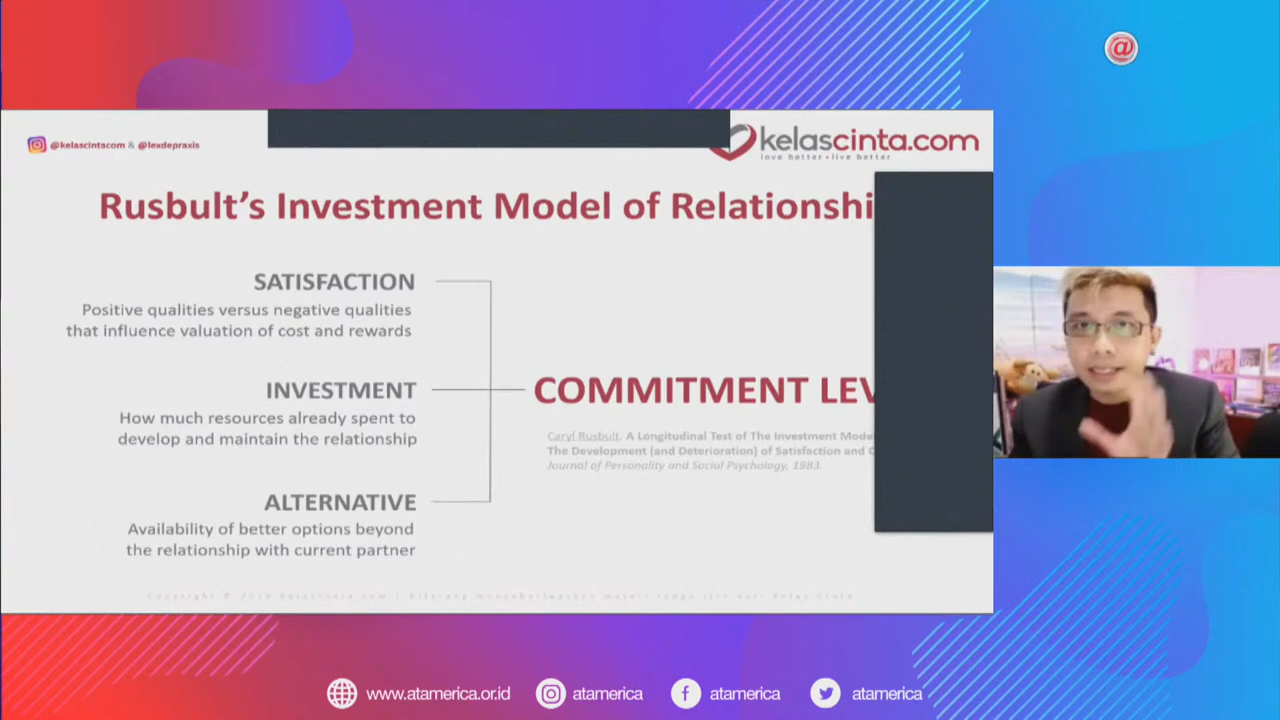 @
@kelascintacom & @lexdepraxis
kelascinta.com
love better • live better
Rusbult's Investment Model of Relationshi
SATISFACTION
Positive qualities versus negative qualities
that influence valuation of cost and rewards
INVESTMENT
How much resources already spent to
develop and maintain the relationship
COMMITMENT LEV
Caryl Rusbult. A Longitudinal Test of The Investment Mode
The Development (and Deterioration) of Satisfaction and C
Journal of Personality and Social Psychology, 1983.
ALTERNATIVE
Availability of better options beyond
the relationship with current partner
www.atamerica.or.id
atamerica
atamerica
atamerica